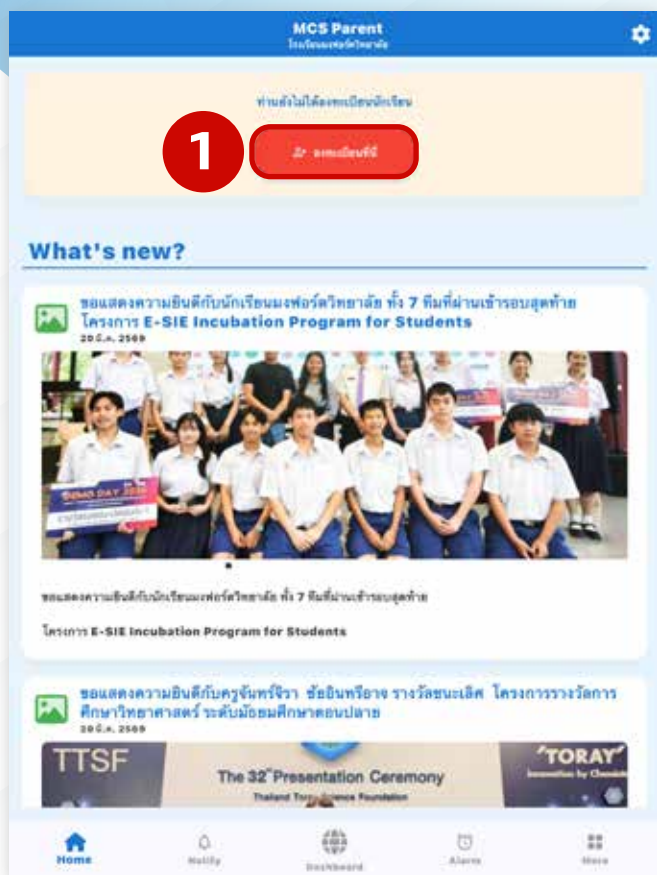 MCS Parent
โรงเรียนมงฟอร์ตวิทยาลัย
ท่านยังไม่ได้ลงทะเบียนนักเรียน
1
ลงทะเบียนที่นี่
What's new?
ขอแสดงความยินดีกับนักเรียนมงฟอร์ตวิทยาลัย ทั้ง 7 ทีมที่ผ่านเข้ารอบสุดท้าย
โครงการ E-SIE Incubation Program for Students
20 มี.ค. 2569
DEMO DAY 2026
ขอแสดงความยินดีกับนักเรียนมงฟอร์ตวิทยาลัย ทั้ง 7 ทีมที่ผ่านเข้ารอบสุดท้าย
โครงการ E-SIE Incubation Program for Students
ขอแสดงความยินดีกับครูจันทร์จิรา ชัยอินทรีอาจ รางวัลชนะเลิศ โครงการรางวัลการ
ศึกษาวิทยาศาสตร์ ระดับมัธยมศึกษาตอนปลาย
20 มี.ค. 2569
TTSF
The 32 Presentation Ceremony
Thailand Toray Science Foundation
'TORAY'
Innovation by
Home
Notify
Dashboard
Alarm
More